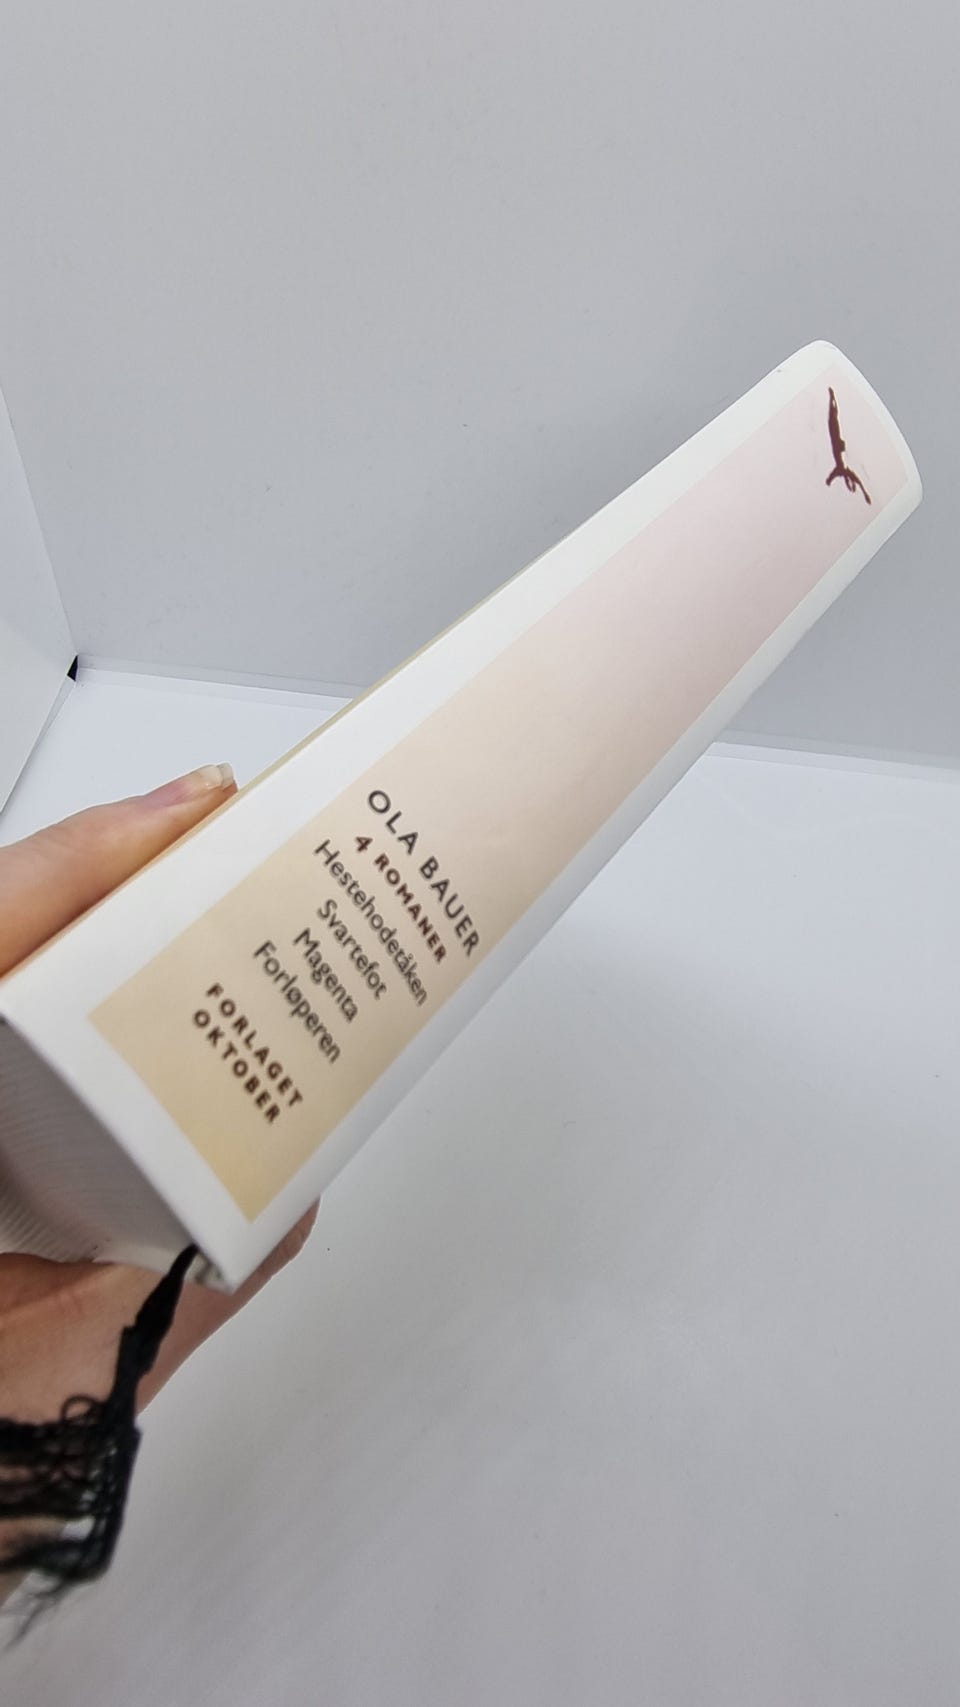 OLA BAUER
4 ROMANER
Hestehodetåken
Svartefot
Magenta
Forløperen
FORLAGET
OKTOBER